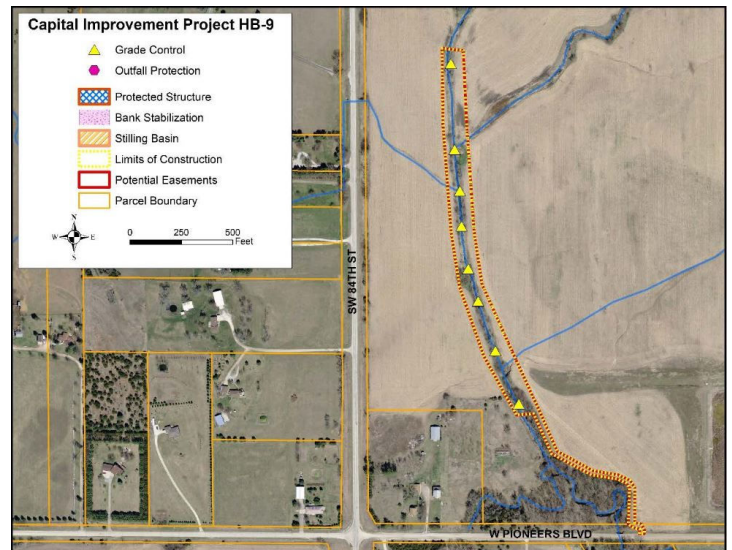 Capital Improvement Project HB-9
Grade Control
Outfall Protection
Protected Structure
Bank Stabilization
Stilling Basin
Limits of Construction
Potential Easements
Parcel Boundary
N
W E
S
0 250 500
Feet
SW 84TH ST
W PIONEERS BLVD